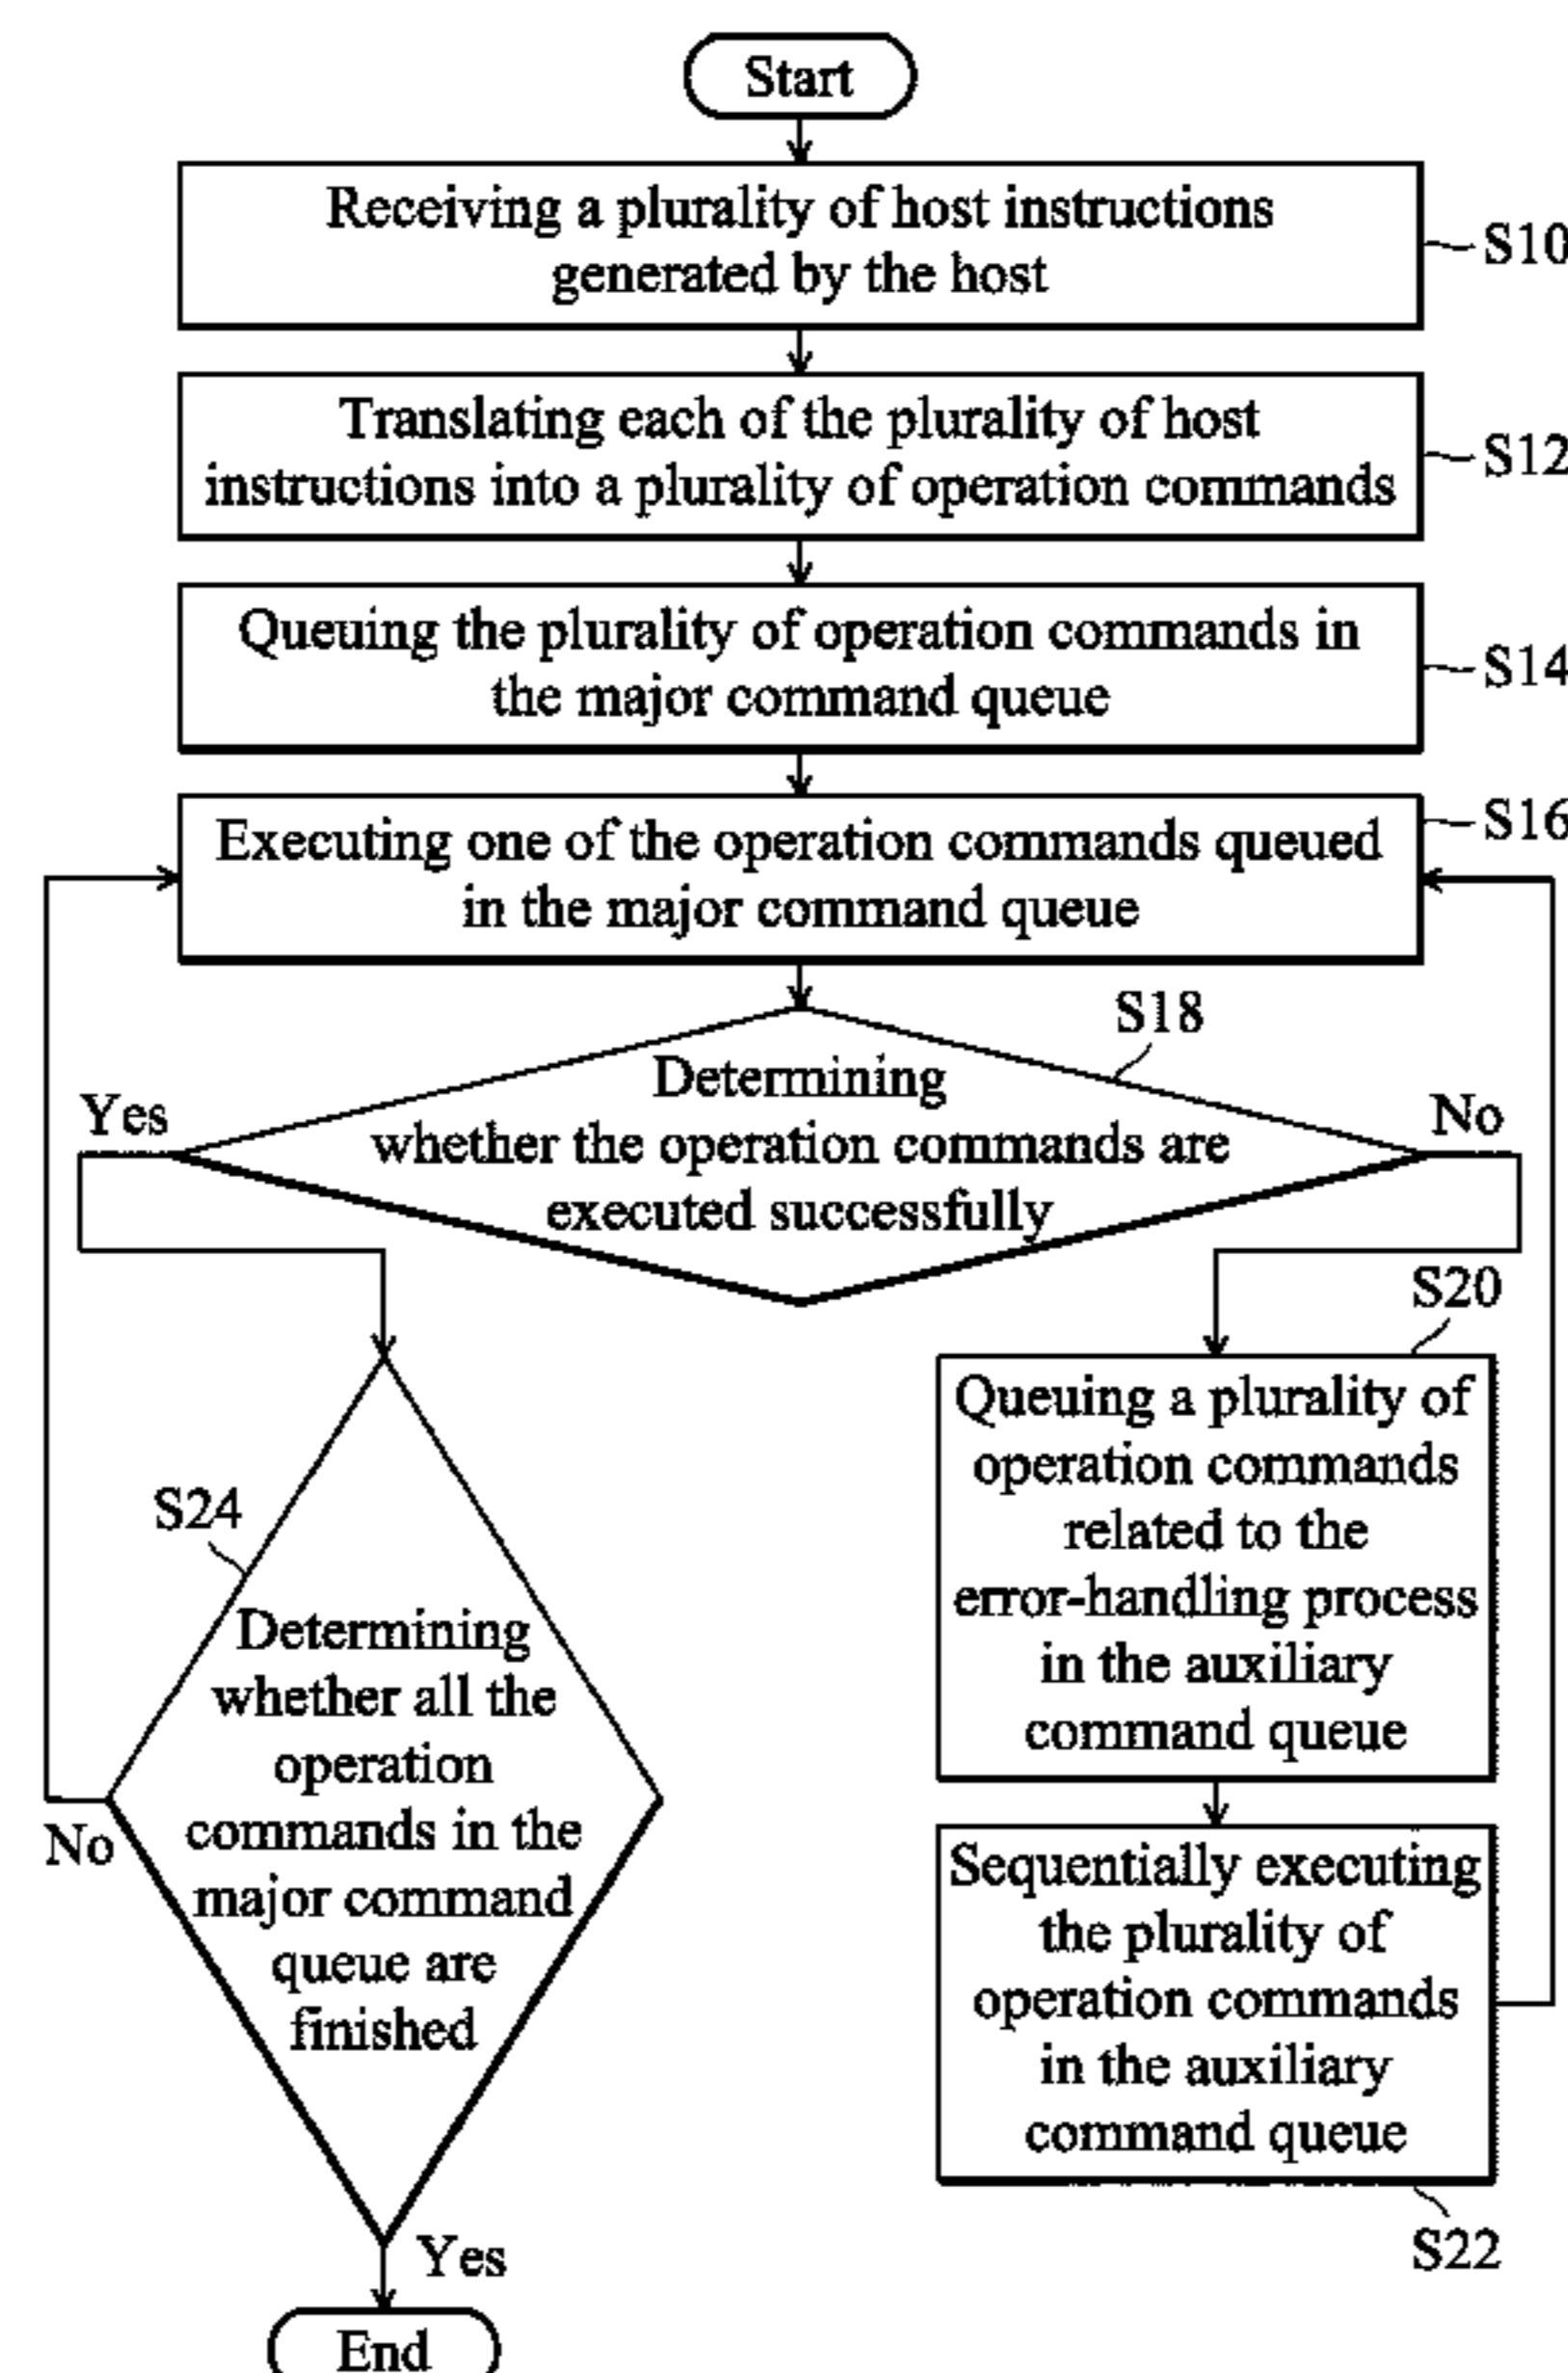 Start
Receiving a plurality of host instructions
generated by the host
S10
Translating each of the plurality of host
instructions into a plurality of operation commands
S12
Queuing the plurality of operation commands in
the major command queue
S14
Executing one of the operation commands queued
in the major command queue
S16
S18
Determining
whether the operation commands are
executed successfully
Yes
No
S20
Queuing a plurality of
operation commands
related to the
error-handling process
in the auxiliary
command queue
S24
Determining
whether all the
operation
commands in the
major command
queue are
finished
No
Sequentially executing
the plurality of
operation commands
in the auxiliary
command queue
S22
Yes
End